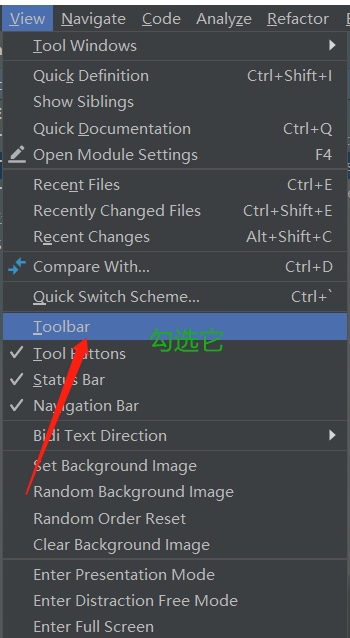 View Navigate Code Analyze Refactor
Tool Windows
Quick Definition Ctrl+Shift+I
Show Siblings
Quick Documentation Ctrl+Q
Open Module Settings F4
Recent Files Ctrl+E
Recently Changed Files Ctrl+Shift+E
Recent Changes Alt+Shift+C
Compare With... Ctrl+D
Quick Switch Scheme... Ctrl+`
Toolbar
勾选它
Tool Buttons
Status Bar
Navigation Bar
Bidi Text Direction
Set Background Image
Random Background Image
Random Order Reset
Clear Background Image
Enter Presentation Mode
Enter Distraction Free Mode
Enter Full Screen